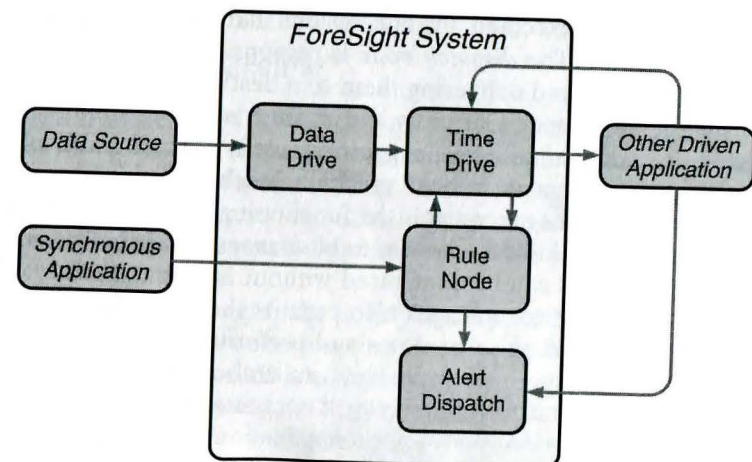 ForeSight System
Data Source
Data
Drive
Time
Drive
Other Driven
Application
Synchronous
Application
Rule
Node
Alert
Dispatch